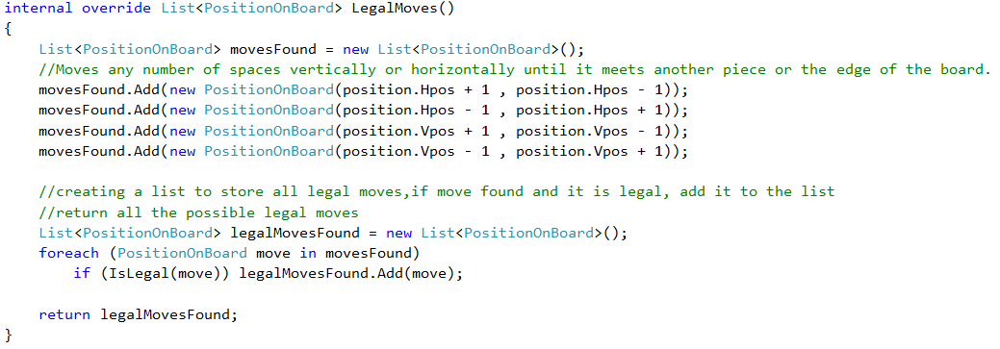 internal override List<PositionOnBoard> LegalMoves()
{
    List<PositionOnBoard> movesFound = new List<PositionOnBoard>();
    //Moves any number of spaces vertically or horizontally until it meets another piece or the edge of the board.
    movesFound.Add(new PositionOnBoard(position.Hpos + 1 , position.Hpos - 1));
    movesFound.Add(new PositionOnBoard(position.Hpos - 1 , position.Hpos + 1));
    movesFound.Add(new PositionOnBoard(position.Vpos + 1 , position.Vpos - 1));
    movesFound.Add(new PositionOnBoard(position.Vpos - 1 , position.Vpos + 1));

    //creating a list to store all legal moves,if move found and it is legal, add it to the list
    //return all the possible legal moves
    List<PositionOnBoard> legalMovesFound = new List<PositionOnBoard>();
    foreach (PositionOnBoard move in movesFound)
        if (IsLegal(move)) legalMovesFound.Add(move);

    return legalMovesFound;
}